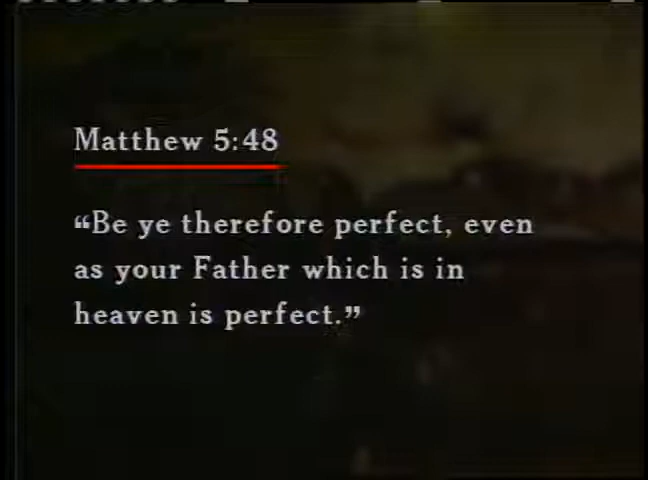 Matthew 5:48
“Be ye therefore perfect, even
as your Father which is in
heaven is perfect.”